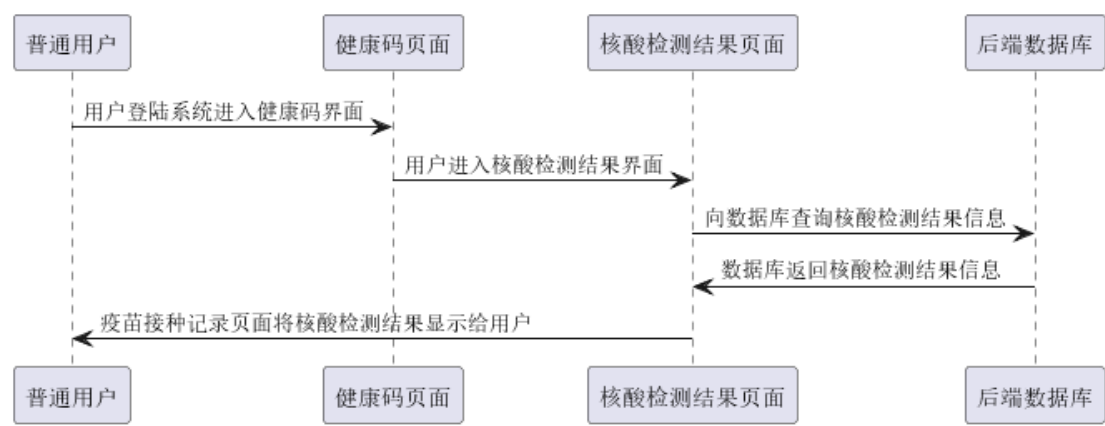 普通用户 健康码页面 核酸检测结果页面 后端数据库
用户登陆系统进入健康码界面
用户进入核酸检测结果界面
向数据库查询核酸检测结果信息
数据库返回核酸检测结果信息
疫苗接种记录页面将核酸检测结果显示给用户
普通用户 健康码页面 核酸检测结果页面 后端数据库